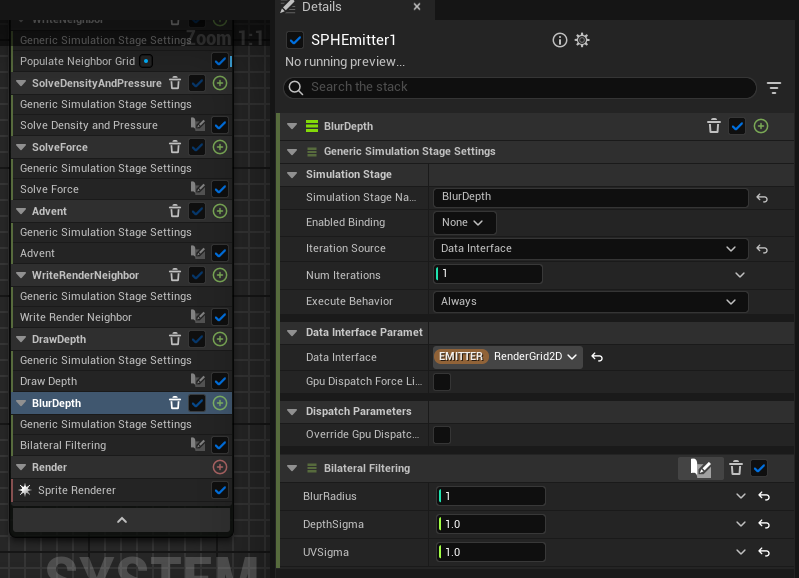 WriteNeighbor
Generic Simulation Stage Settings
Zoom 1:1
Populate Neighbor Grid
SolveDensityAndPressure
Generic Simulation Stage Settings
Solve Density and Pressure
SolveForce
Generic Simulation Stage Settings
Solve Force
Advent
Generic Simulation Stage Settings
Advent
WriteRenderNeighbor
Generic Simulation Stage Settings
Write Render Neighbor
DrawDepth
Generic Simulation Stage Settings
Draw Depth
BlurDepth
Generic Simulation Stage Settings
Bilateral Filtering
Render
Sprite Renderer
SYSTEM
Details
SPHEmitter1
No running preview...
Search the stack
BlurDepth
Generic Simulation Stage Settings
Simulation Stage
Simulation Stage Na... BlurDepth
Enabled Binding None
Iteration Source Data Interface
Num Iterations 1
Execute Behavior Always
Data Interface Paramet
Data Interface EMITTER RenderGrid2D
Gpu Dispatch Force Li...
Dispatch Parameters
Override Gpu Dispatc...
Bilateral Filtering
BlurRadius 1
DepthSigma 1.0
UVSigma 1.0